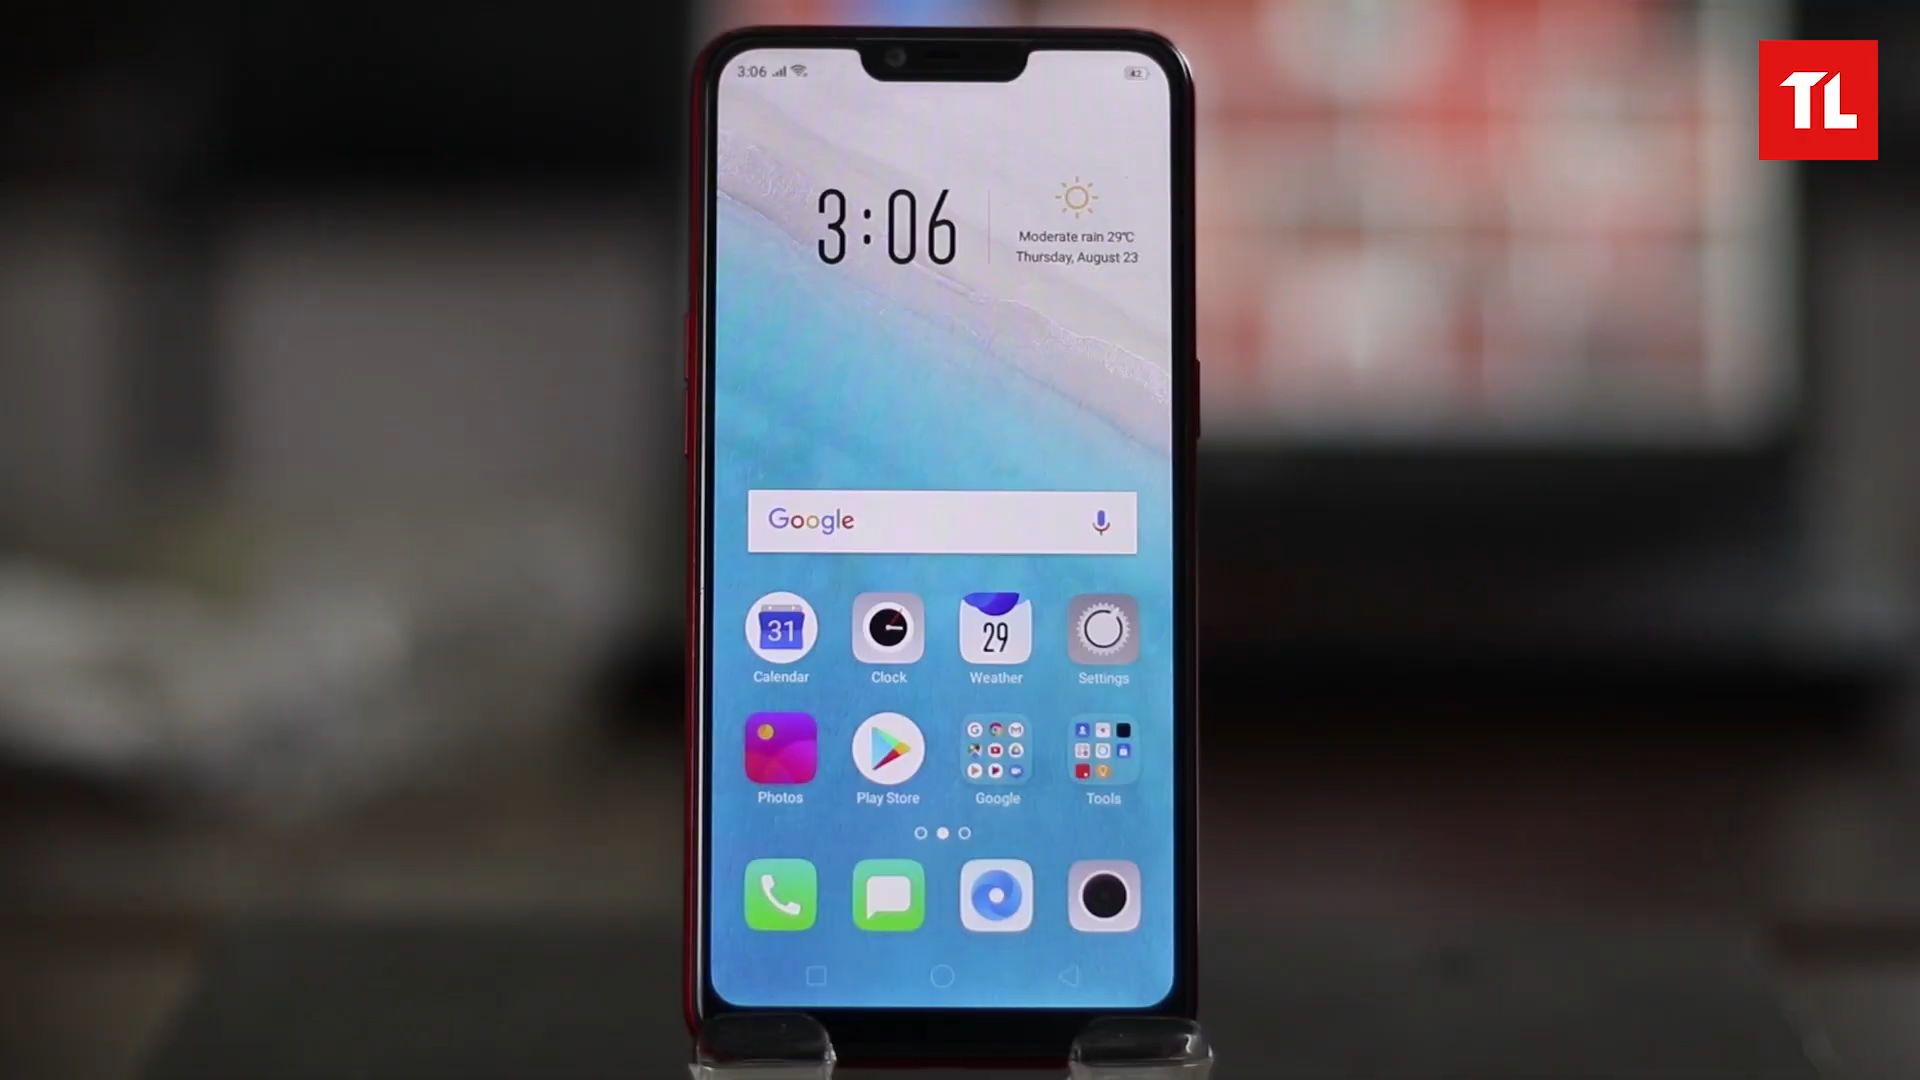 3:06
42
TL
3:06
Moderate rain 29℃
Thursday, August 23
Google
31
29
Calendar
Clock
Weather
Settings
Photos
Play Store
Google
Tools